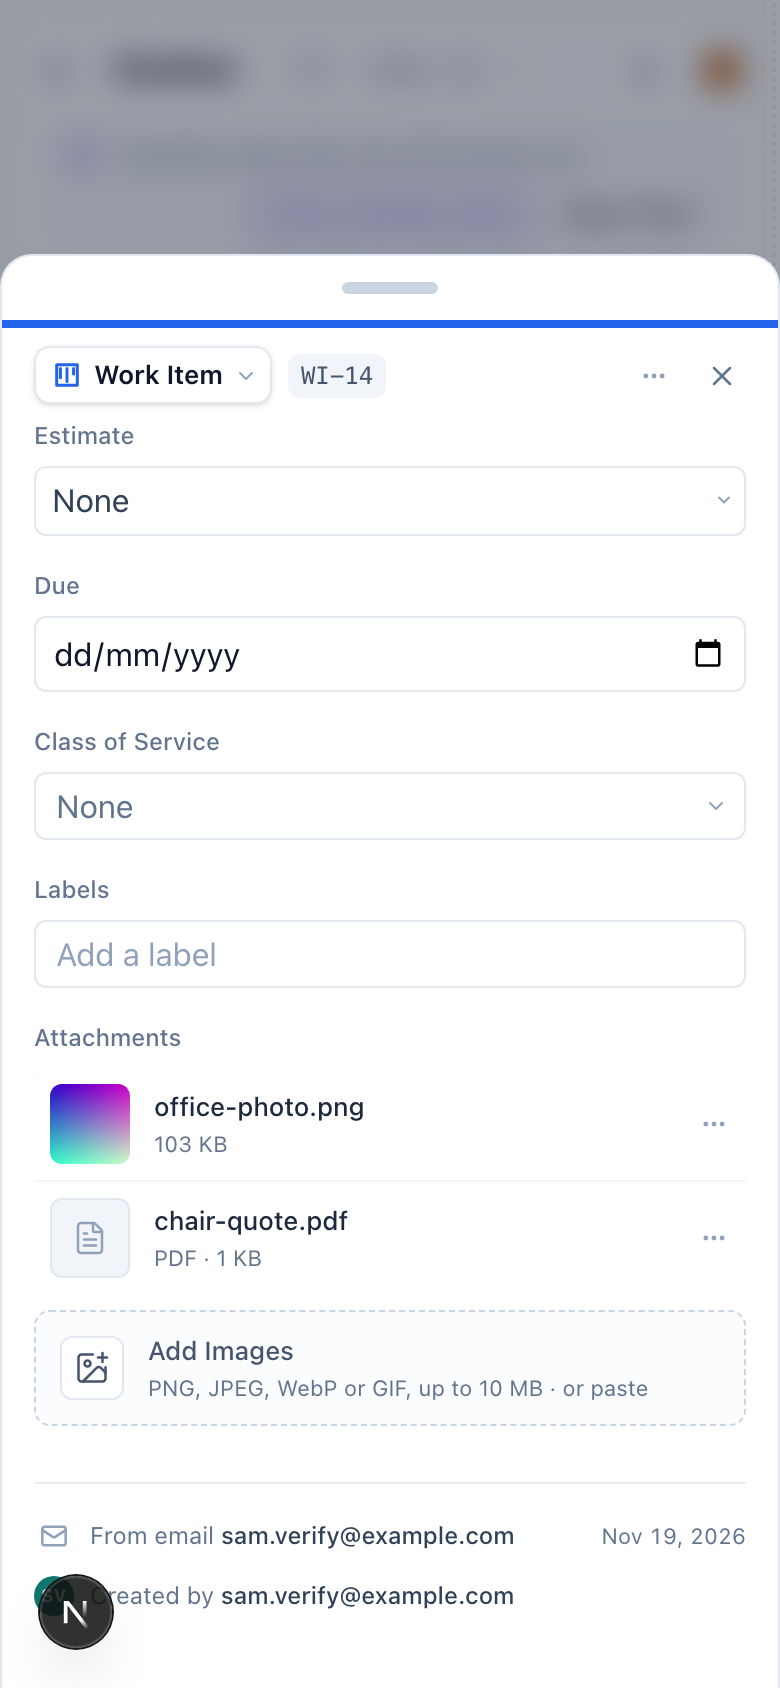 Work Item
WI-14
Estimate
None
Due
dd/mm/yyyy
Class of Service
None
Labels
Add a label
Attachments
office-photo.png
103 KB
chair-quote.pdf
PDF · 1 KB
Add Images
PNG, JPEG, WebP or GIF, up to 10 MB · or paste
From email sam.verify@example.com
Nov 19, 2026
Created by sam.verify@example.com
N